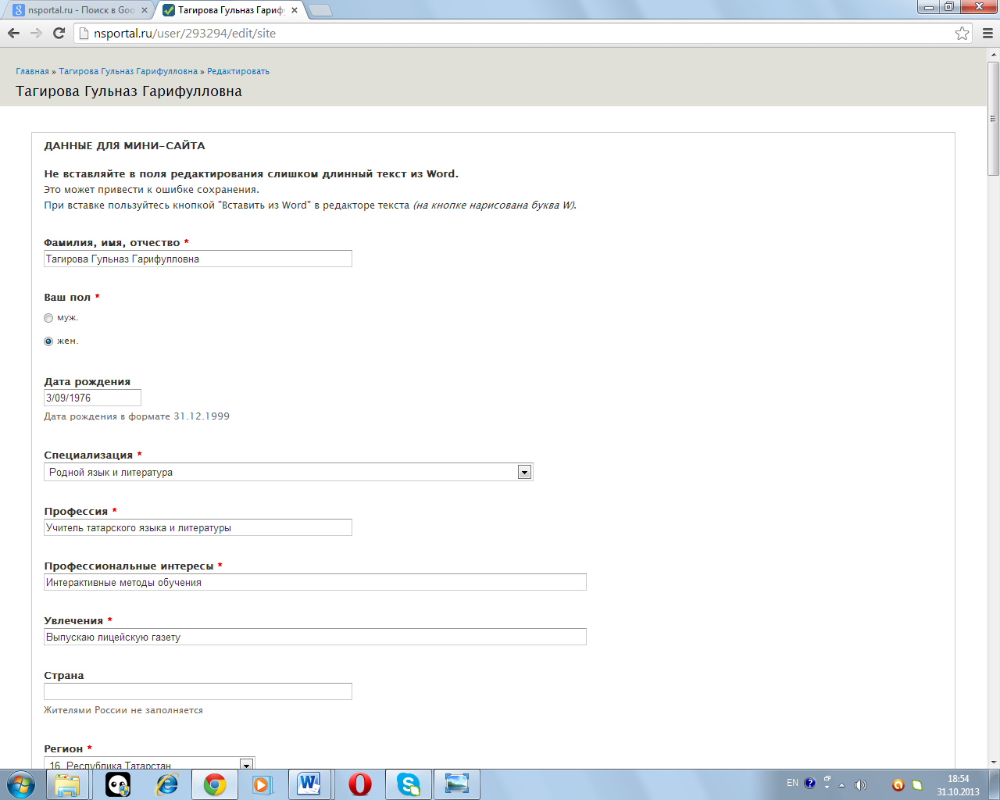 nsportal.ru - Поиск в Goo
Тагирова Гульназ Гариф
nsportal.ru/user/293294/edit/site
Главная » Тагирова Гульназ Гарифулловна » Редактировать
Тагирова Гульназ Гарифулловна
ДАННЫЕ ДЛЯ МИНИ-САЙТА
Не вставляйте в поля редактирования слишком длинный текст из Word.
Это может привести к ошибке сохранения.
При вставке пользуйтесь кнопкой "Вставить из Word" в редакторе текста (на кнопке нарисована буква W).
Фамилия, имя, отчество *
Тагирова Гульназ Гарифулловна
Ваш пол *
муж.
жен.
Дата рождения
3/09/1976
Дата рождения в формате 31.12.1999
Специализация *
Родной язык и литература
Профессия *
Учитель татарского языка и литературы
Профессиональные интересы *
Интерактивные методы обучения
Увлечения *
Выпускаю лицейскую газету
Страна
Жителями России не заполняется
Регион *
16 Республика Татарстан
EN
18:54
31.10.2013